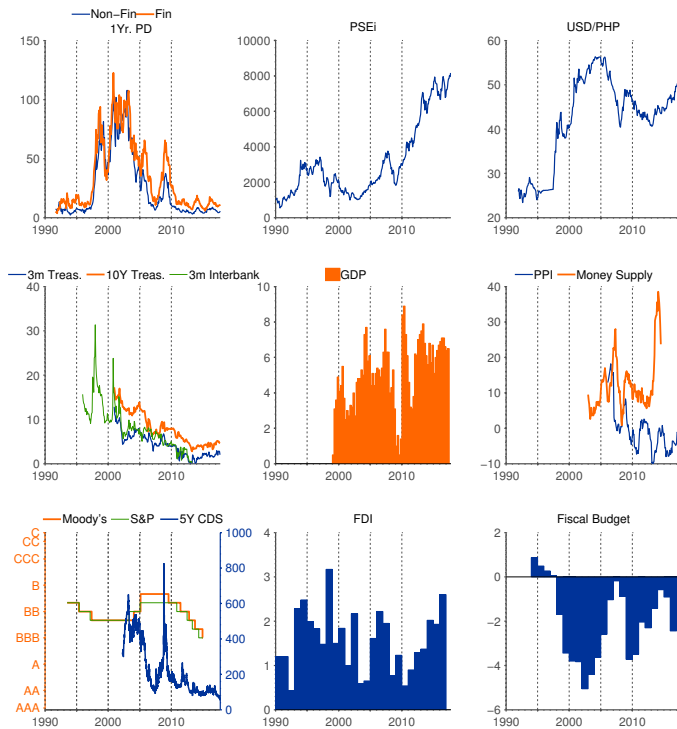 Non-Fin Fin
1Yr. PD
150
100
50
0
1990 2000 2010
PSEi
10000
8000
6000
4000
2000
0
1990 2000 2010
USD/PHP
60
50
40
30
20
1990 2000 2010
3m Treas. 10Y Treas. 3m Interbank
40
30
20
10
0
1990 2000 2010
GDP
10
8
6
4
2
0
1990 2000 2010
PPI Money Supply
40
30
20
10
0
-10
1990 2000 2010
Moody's S&P 5Y CDS
C
CC
CCC
B
BB
BBB
A
AA
AAA
1000
800
600
400
200
0
1990 2000 2010
FDI
4
3
2
1
0
1990 2000 2010
Fiscal Budget
2
0
-2
-4
-6
1990 2000 2010